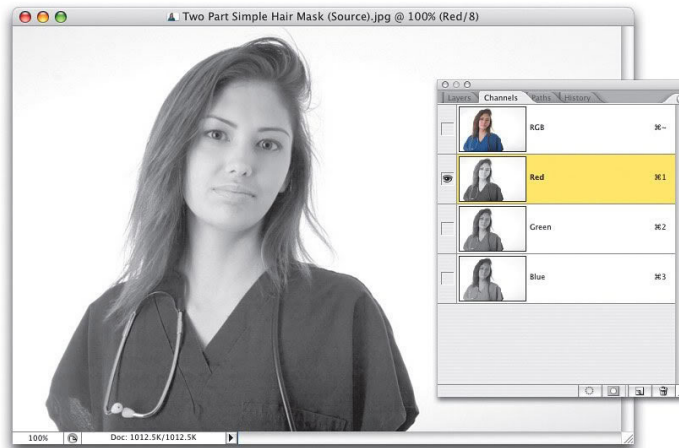 Two Part Simple Hair Mask (Source).jpg @ 100% (Red/8)
Layers Channels Paths History
RGB ⌘~
Red ⌘1
Green ⌘2
Blue ⌘3
100% Doc: 1012.5K/1012.5K